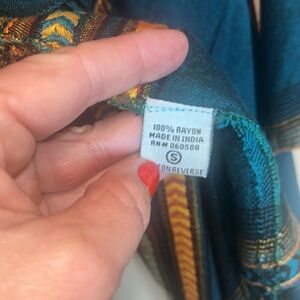 100% RAYON
MADE IN INDIA
RN# 060508
S
ON REVERSE